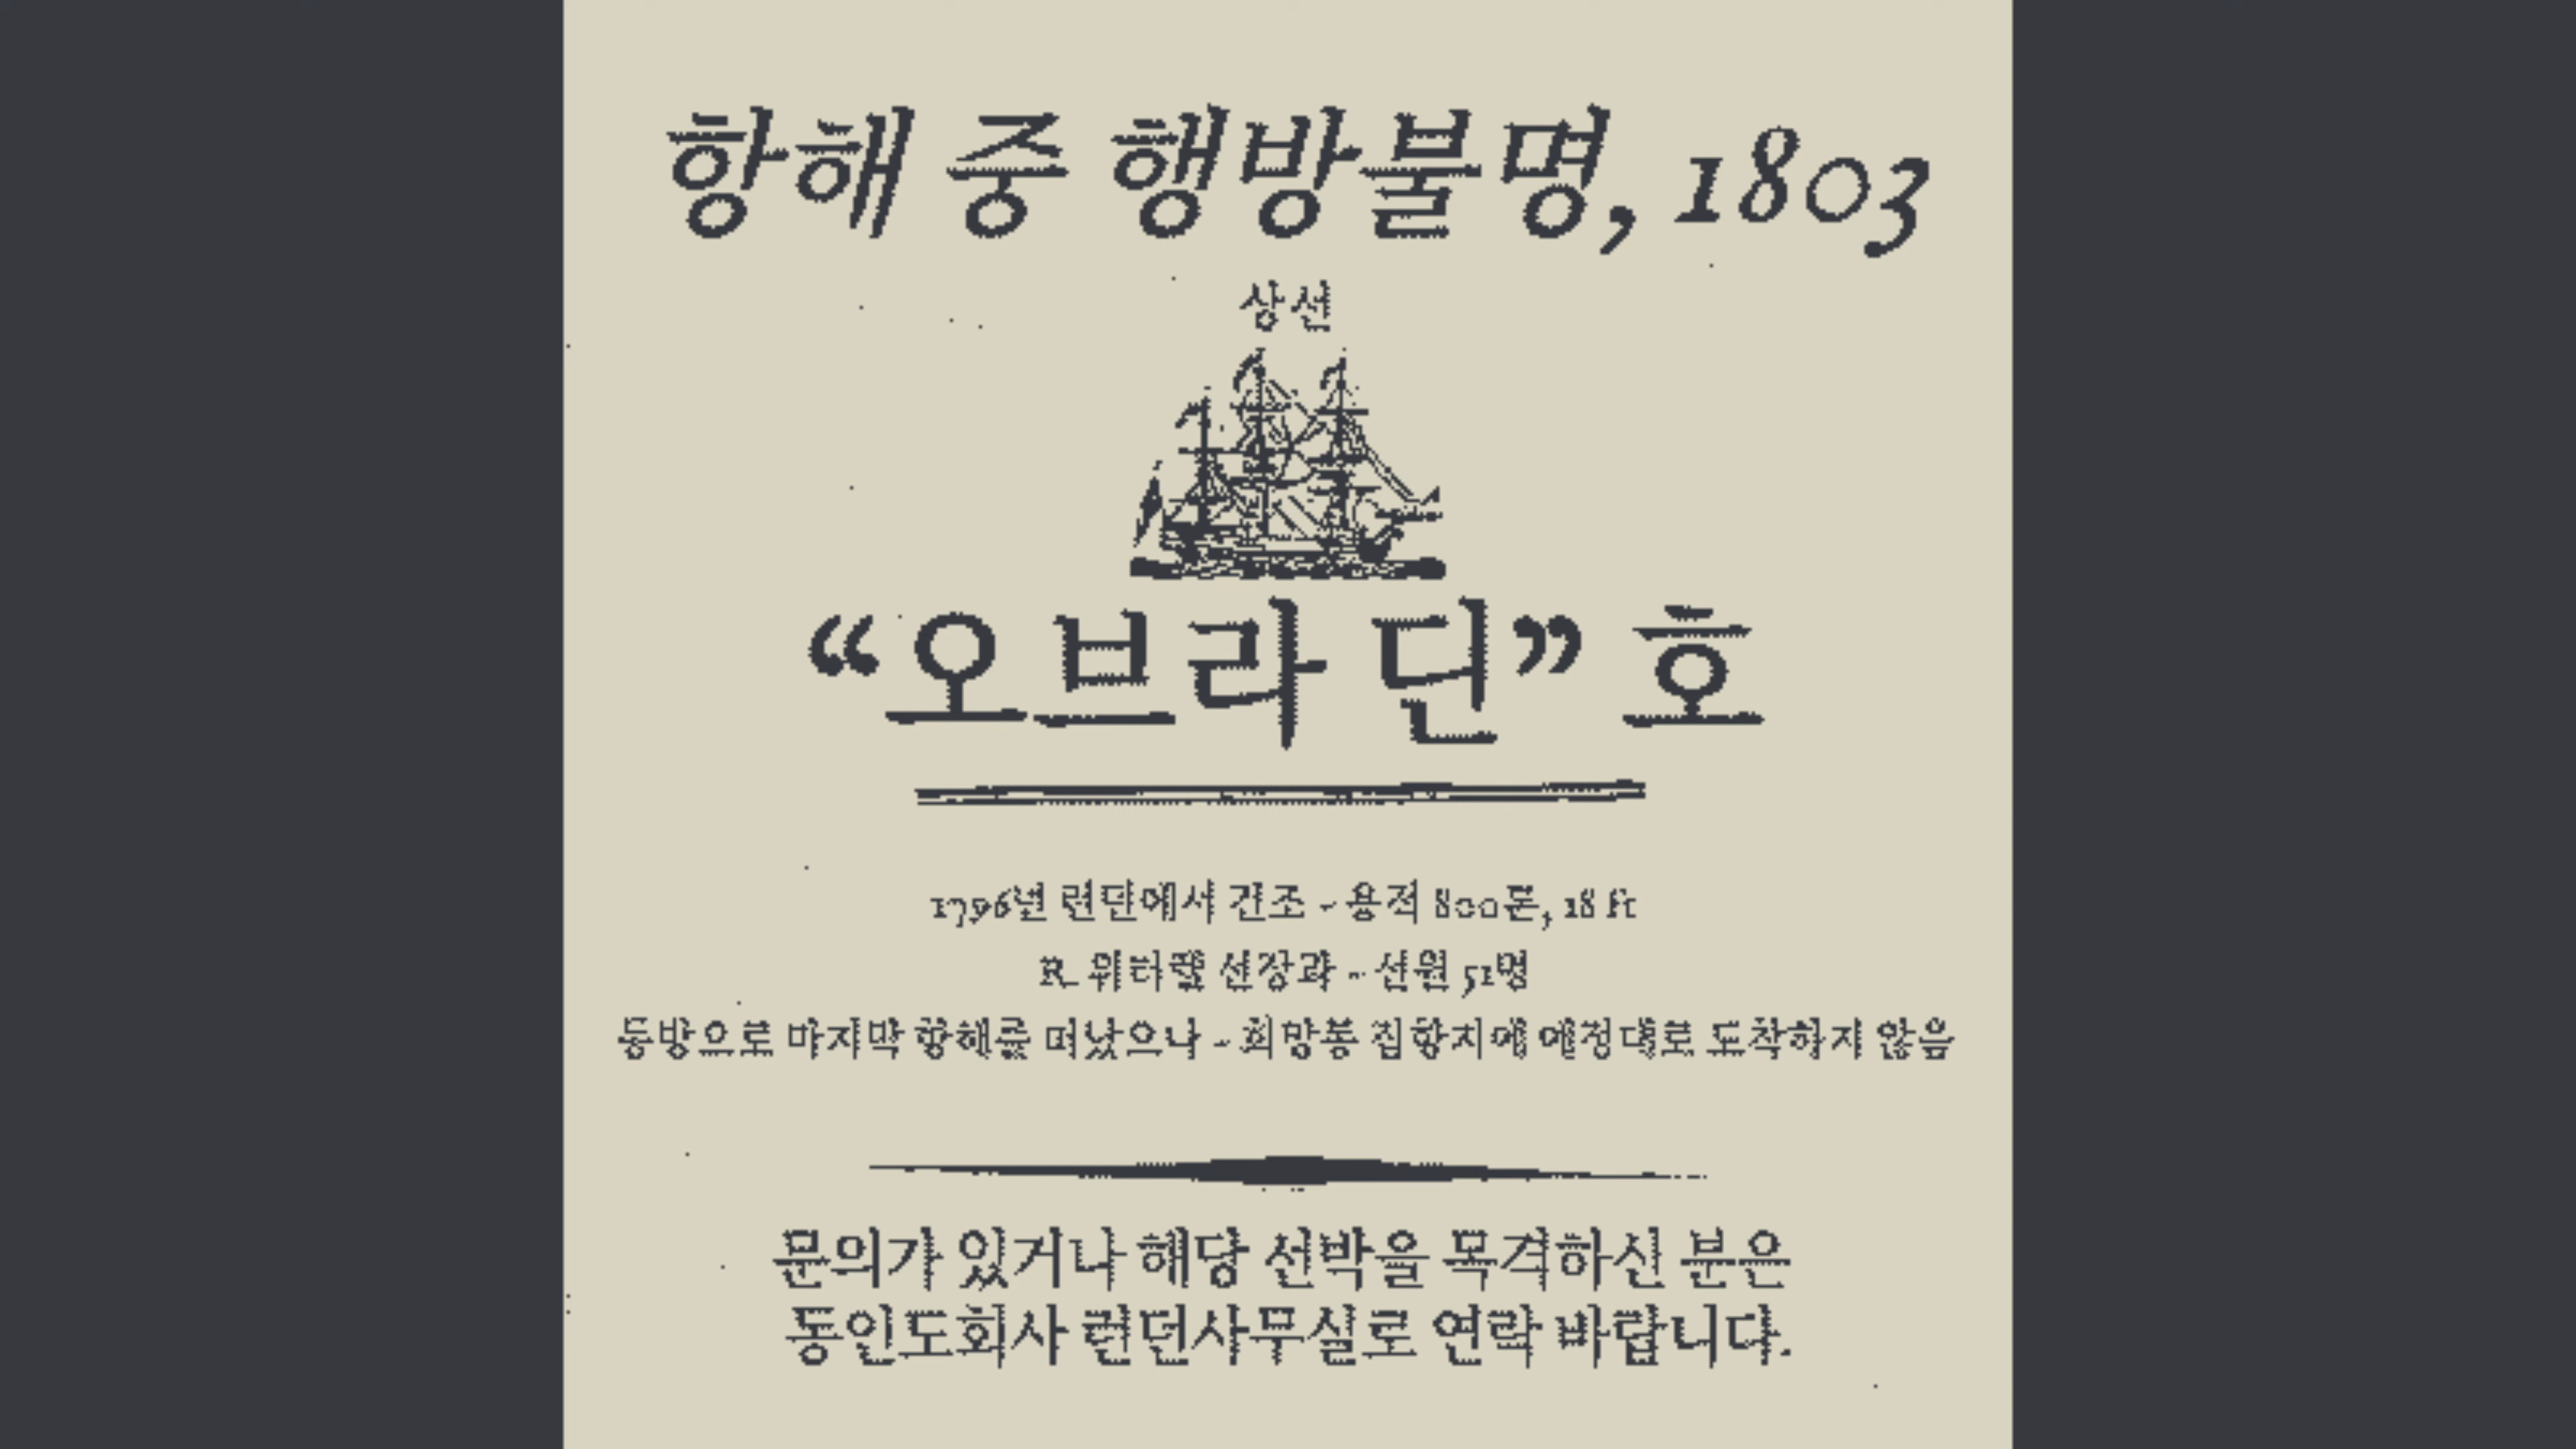 항해 중 행방불명, 1803
상선
“오브라 딘” 호
1796년 런던에서 건조 - 용적 800톤, 18 ft
R. 위터렐 선장과 - 선원 51명
동방으로 마지막 항해를 떠났으나 - 희망봉 집항지에 예정대로 도착하지 않음
문의가 있거나 해당 선박을 목격하신 분은
동인도회사 런던사무실로 연락 바랍니다.